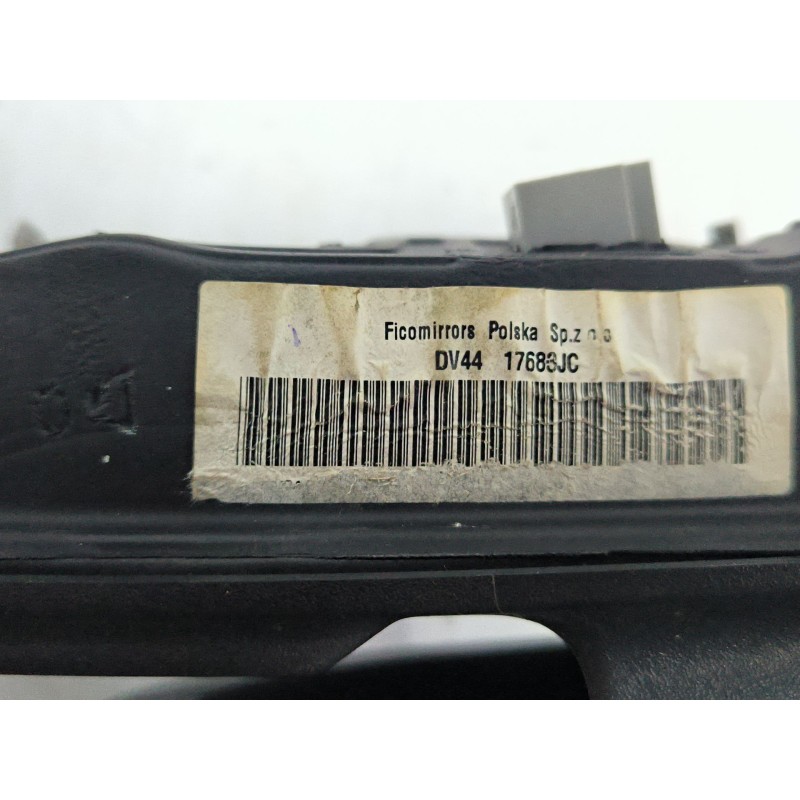 Ficomirrors Polska Sp.z o.o
DV44 17683JC